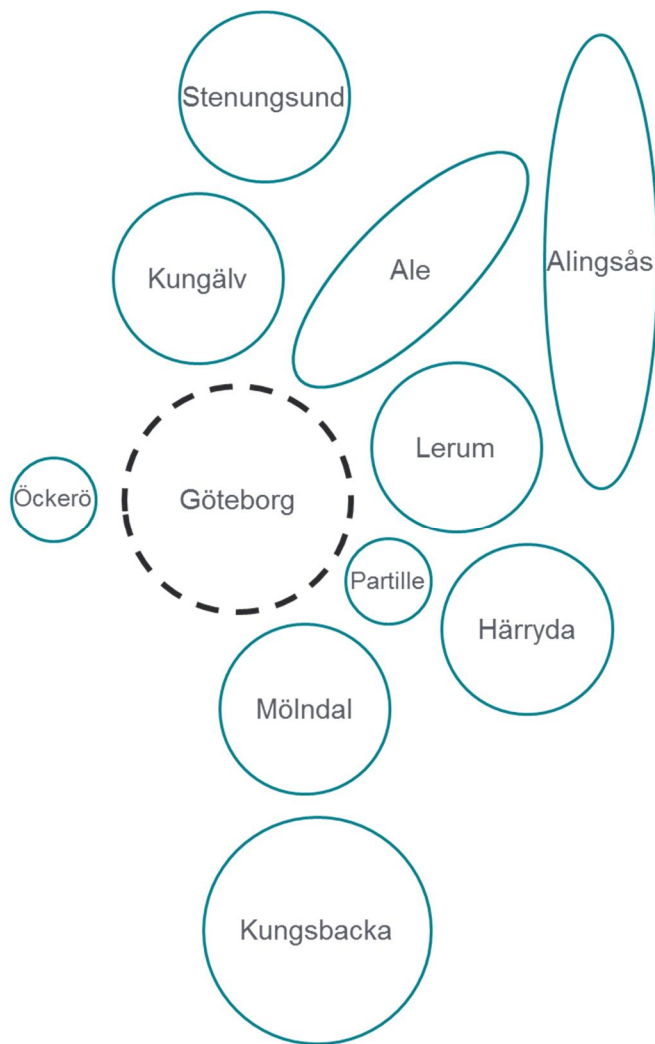 Stenungsund
Alingsås
Ale
Kungälv
Lerum
Öckerö
Göteborg
Partille
Härryda
Mölndal
Kungsbacka